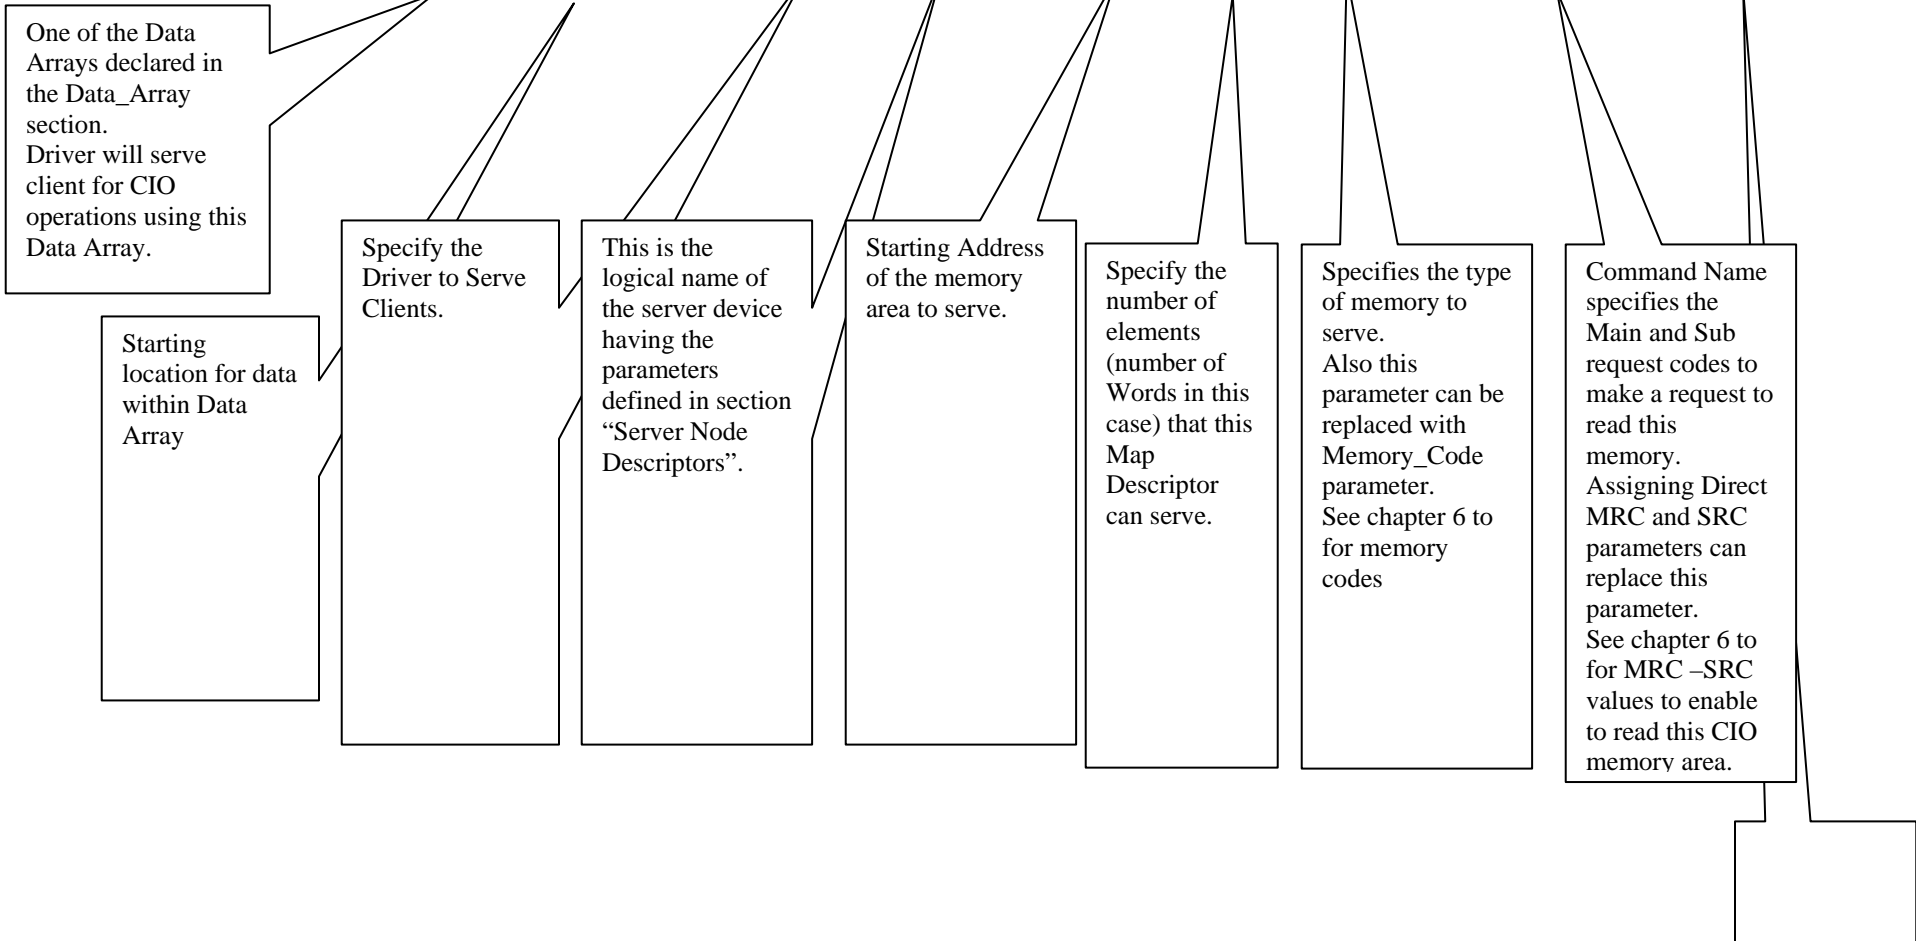 One of the Data
Arrays declared in
the Data_Array
section.
Driver will serve
client for CIO
operations using this
Data Array.
Starting
location for data
within Data
Array
Specify the
Driver to Serve
Clients.
This is the
logical name of
the server device
having the
parameters
defined in section
“Server Node
Descriptors”.
Starting Address
of the memory
area to serve.
Specify the
number of
elements
(number of
Words in this
case) that this
Map
Descriptor
can serve.
Specifies the type
of memory to
serve.
Also this
parameter can be
replaced with
Memory_Code
parameter.
See chapter 6 to
for memory
codes
Command Name
specifies the
Main and Sub
request codes to
make a request to
read this
memory.
Assigning Direct
MRC and SRC
parameters can
replace this
parameter.
See chapter 6 to
for MRC –SRC
values to enable
to read this CIO
memory area.